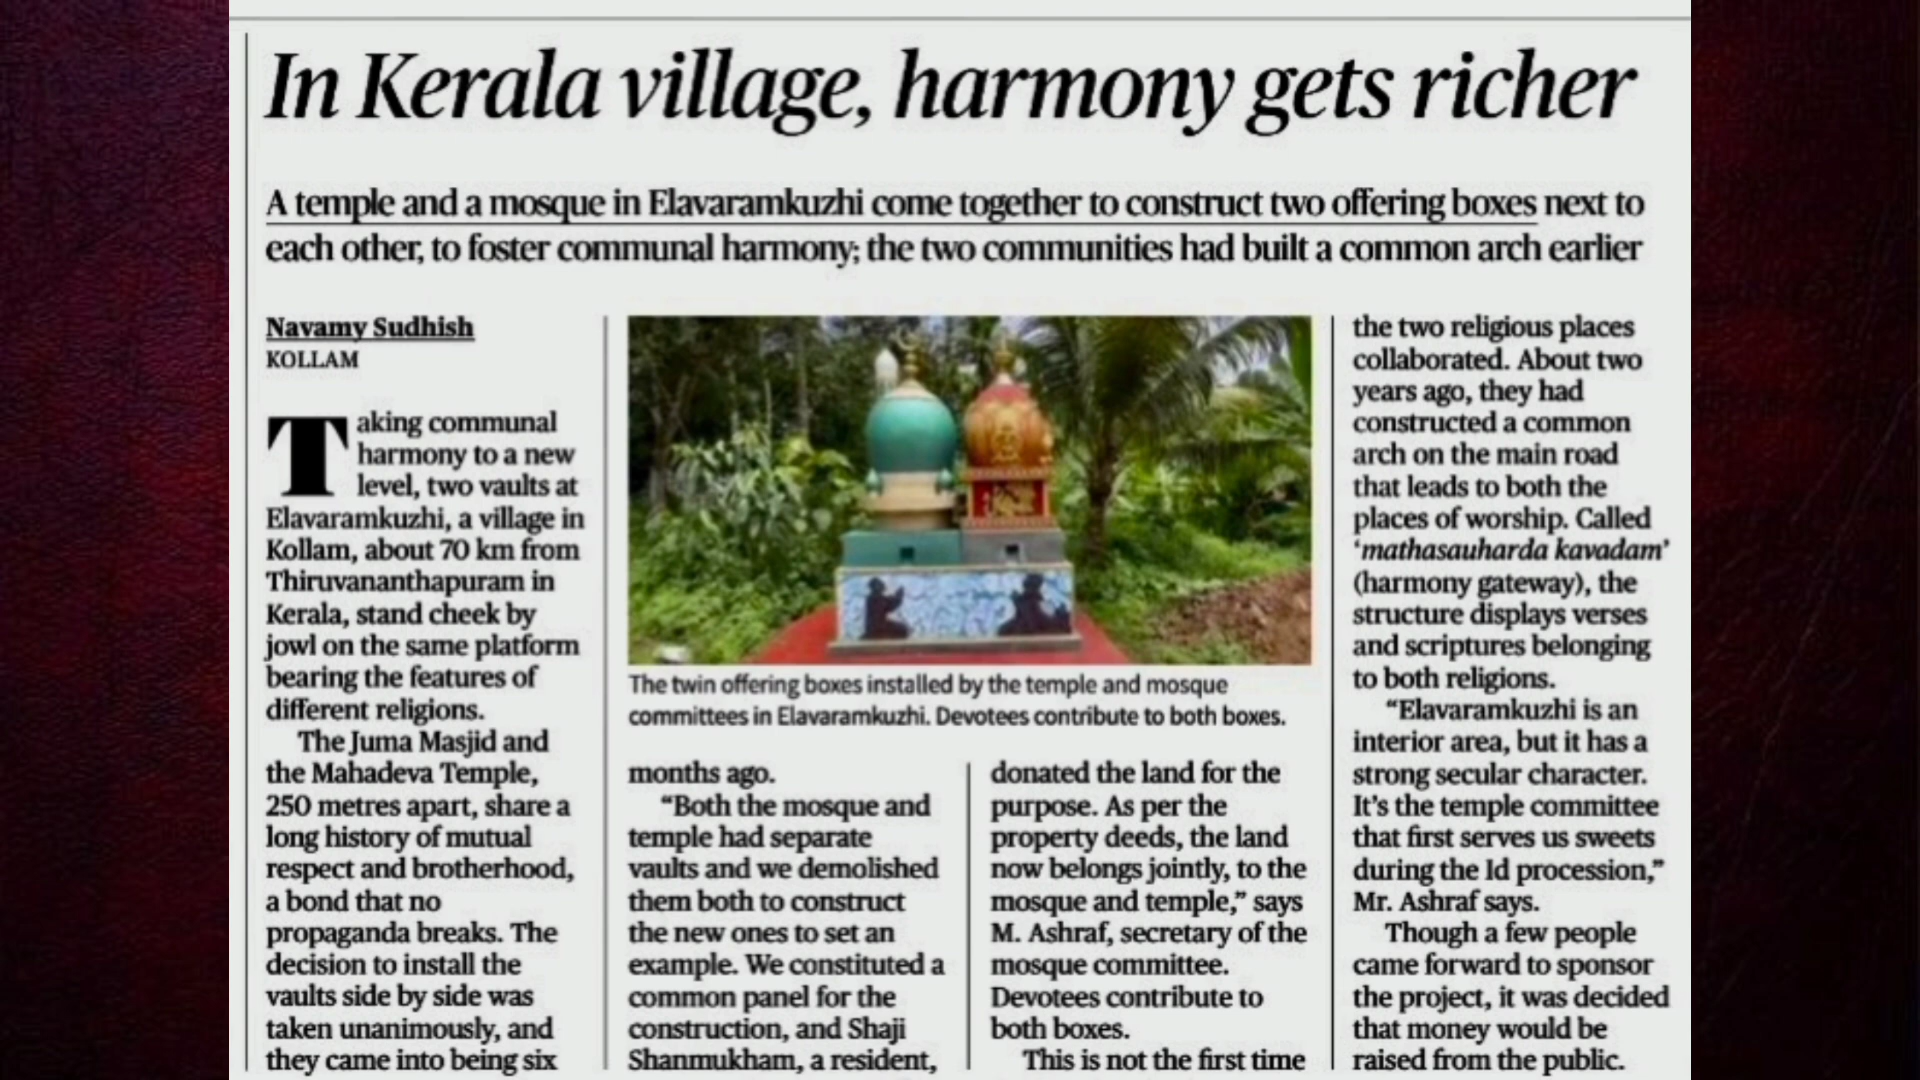 In Kerala village, harmony gets richer
A temple and a mosque in Elavaramkuzhi come together to construct two offering boxes next to
each other, to foster communal harmony; the two communities had built a common arch earlier
Navamy Sudhish
KOLLAM
Taking communal
harmony to a new
level, two vaults at
Elavaramkuzhi, a village in
Kollam, about 70 km from
Thiruvananthapuram in
Kerala, stand cheek by
jowl on the same platform
bearing the features of
different religions.
The Juma Masjid and
the Mahadeva Temple,
250 metres apart, share a
long history of mutual
respect and brotherhood,
a bond that no
propaganda breaks. The
decision to install the
vaults side by side was
taken unanimously, and
they came into being six
The twin offering boxes installed by the temple and mosque
committees in Elavaramkuzhi. Devotees contribute to both boxes.
months ago.
“Both the mosque and
temple had separate
vaults and we demolished
them both to construct
the new ones to set an
example. We constituted a
common panel for the
construction, and Shaji
Shanmukham, a resident,
donated the land for the
purpose. As per the
property deeds, the land
now belongs jointly, to the
mosque and temple,” says
M. Ashraf, secretary of the
mosque committee.
Devotees contribute to
both boxes.
This is not the first time
the two religious places
collaborated. About two
years ago, they had
constructed a common
arch on the main road
that leads to both the
places of worship. Called
‘mathasauharda kavadam’
(harmony gateway), the
structure displays verses
and scriptures belonging
to both religions.
“Elavaramkuzhi is an
interior area, but it has a
strong secular character.
It’s the temple committee
that first serves us sweets
during the Id procession,”
Mr. Ashraf says.
Though a few people
came forward to sponsor
the project, it was decided
that money would be
raised from the public.